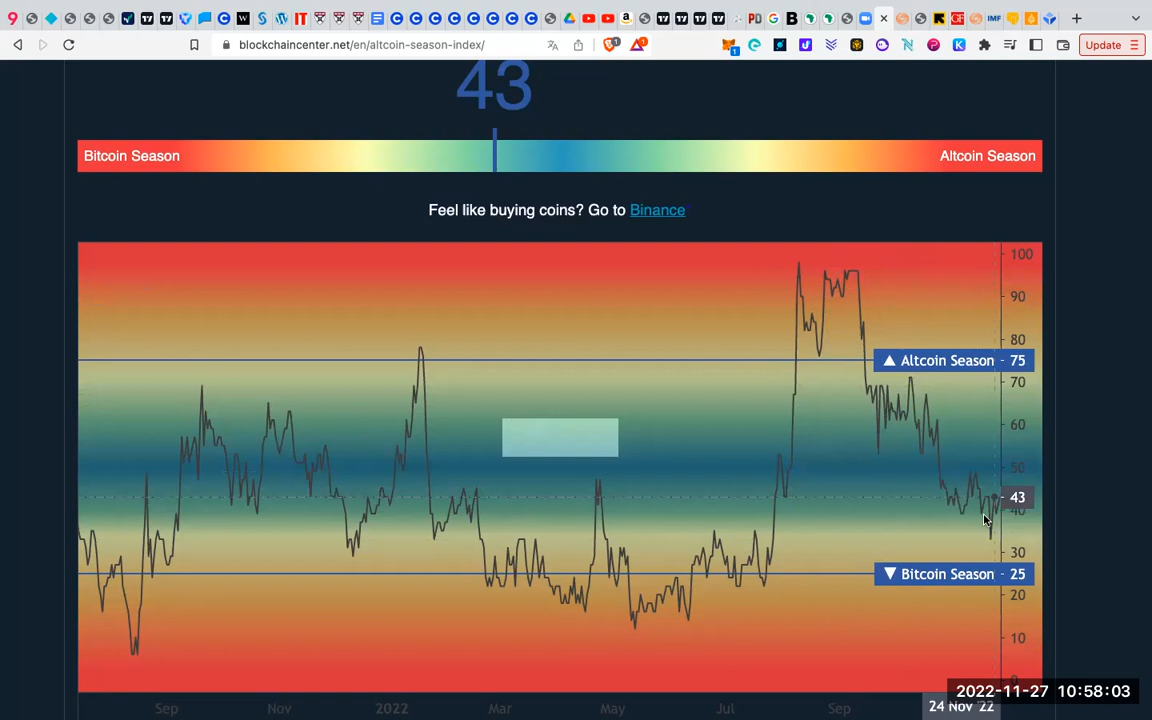 blockchaincenter.net/en/altcoin-season-index/
Update
43
Bitcoin Season
Altcoin Season
Feel like buying coins? Go to Binance*
100
90
80
▲ Altcoin Season - 75
70
60
50
43
40
30
▼ Bitcoin Season - 25
20
10
0
2022-11-27 10:58:03
Sep Nov 2022 Mar May Jul Sep 24 Nov '22